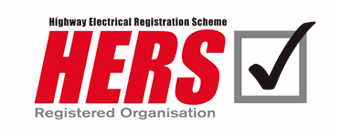 Highway Electrical Registration Scheme
HERS
Registered Organisation